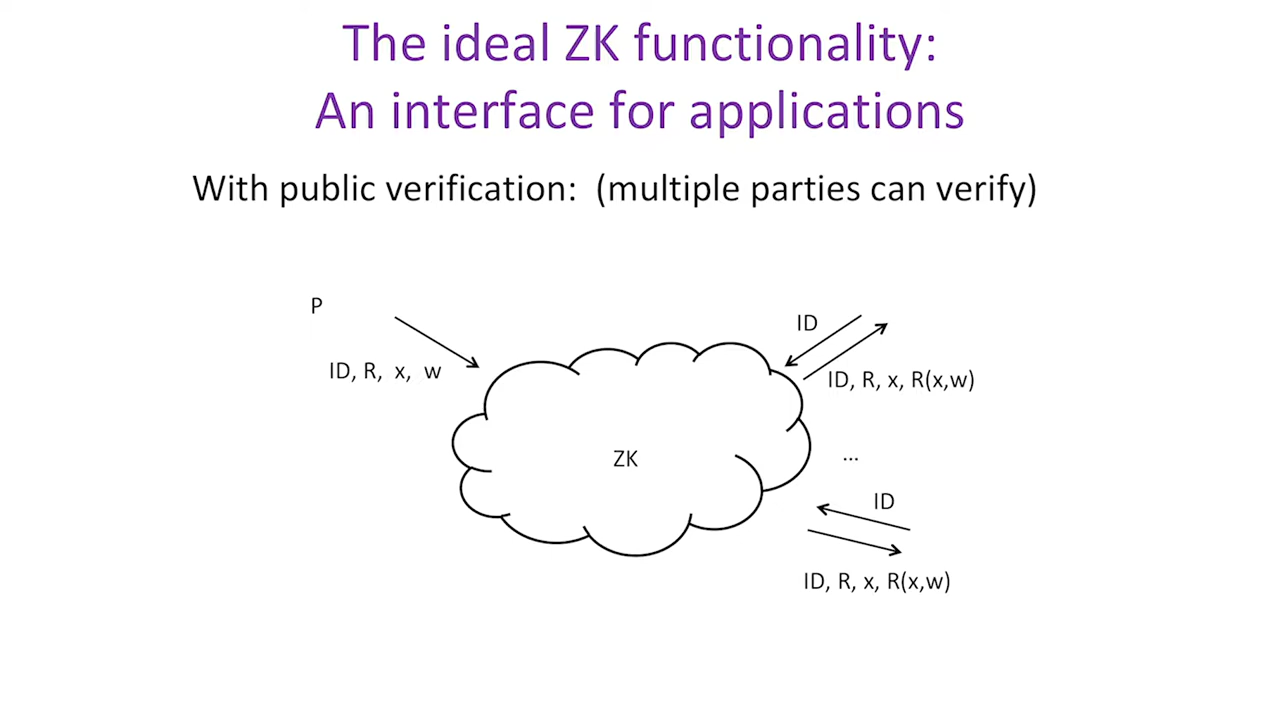 The ideal ZK functionality:
An interface for applications
With public verification: (multiple parties can verify)
P
ID, R, x, w
ZK
ID
ID, R, x, R(x,w)
...
ID
ID, R, x, R(x,w)